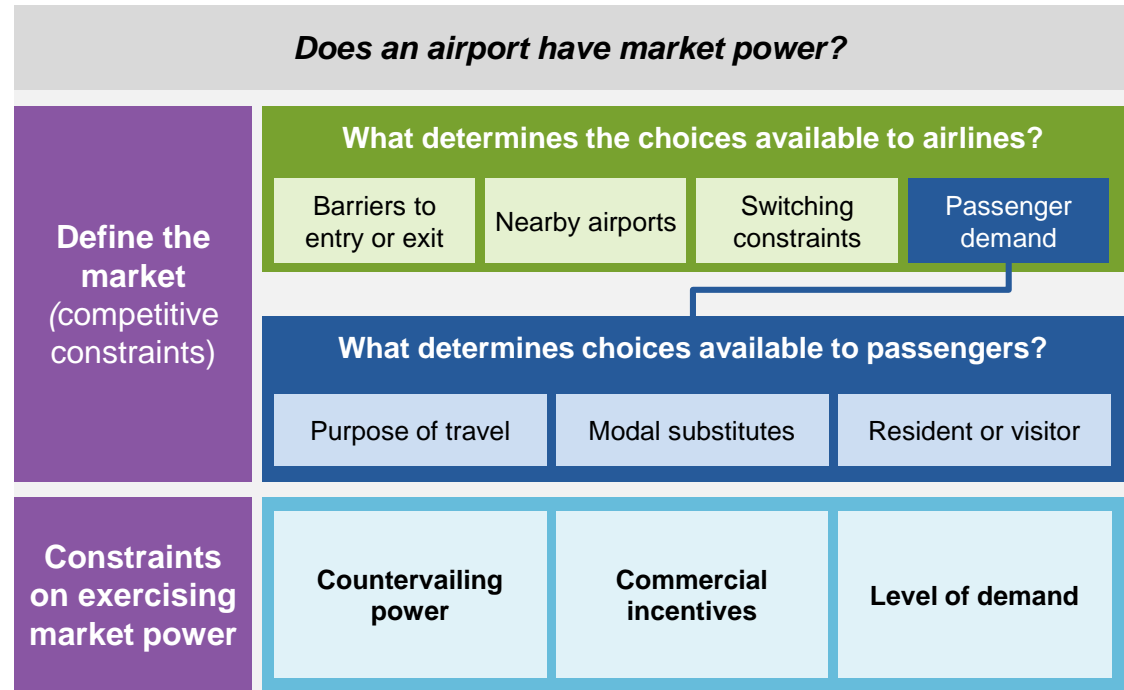 Does an airport have market power?
Define the
market
(competitive
constraints)
What determines the choices available to airlines?
Barriers to
entry or exit
Nearby airports
Switching
constraints
Passenger
demand
What determines choices available to passengers?
Purpose of travel
Modal substitutes
Resident or visitor
Constraints
on exercising
market power
Countervailing
power
Commercial
incentives
Level of demand